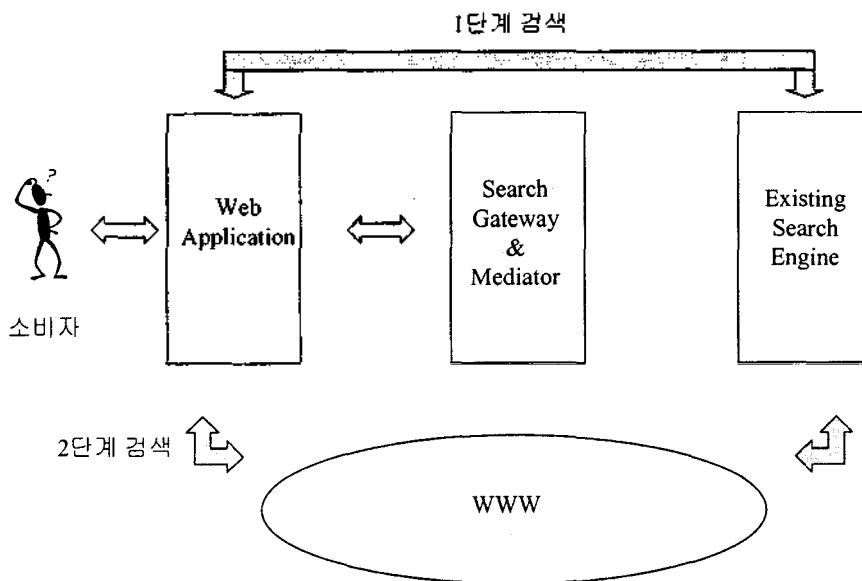 1단계 검색
?
Web
Application
Search
Gateway
&
Mediator
Existing
Search
Engine
소비자
2단계 검색
WWW